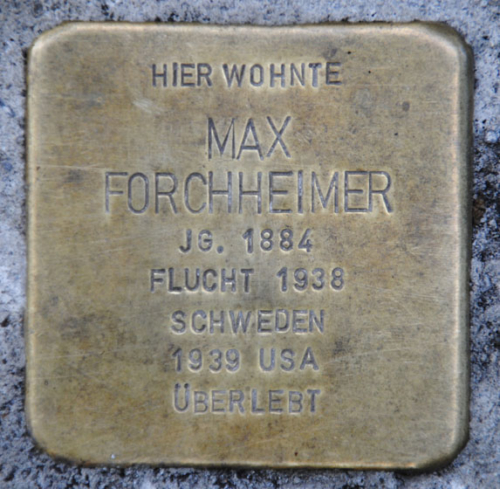 HIER WOHNTE
MAX
FORCHHEIMER
JG. 1884
FLUCHT 1938
SCHWEDEN
1939 USA
ÜBERLEBT